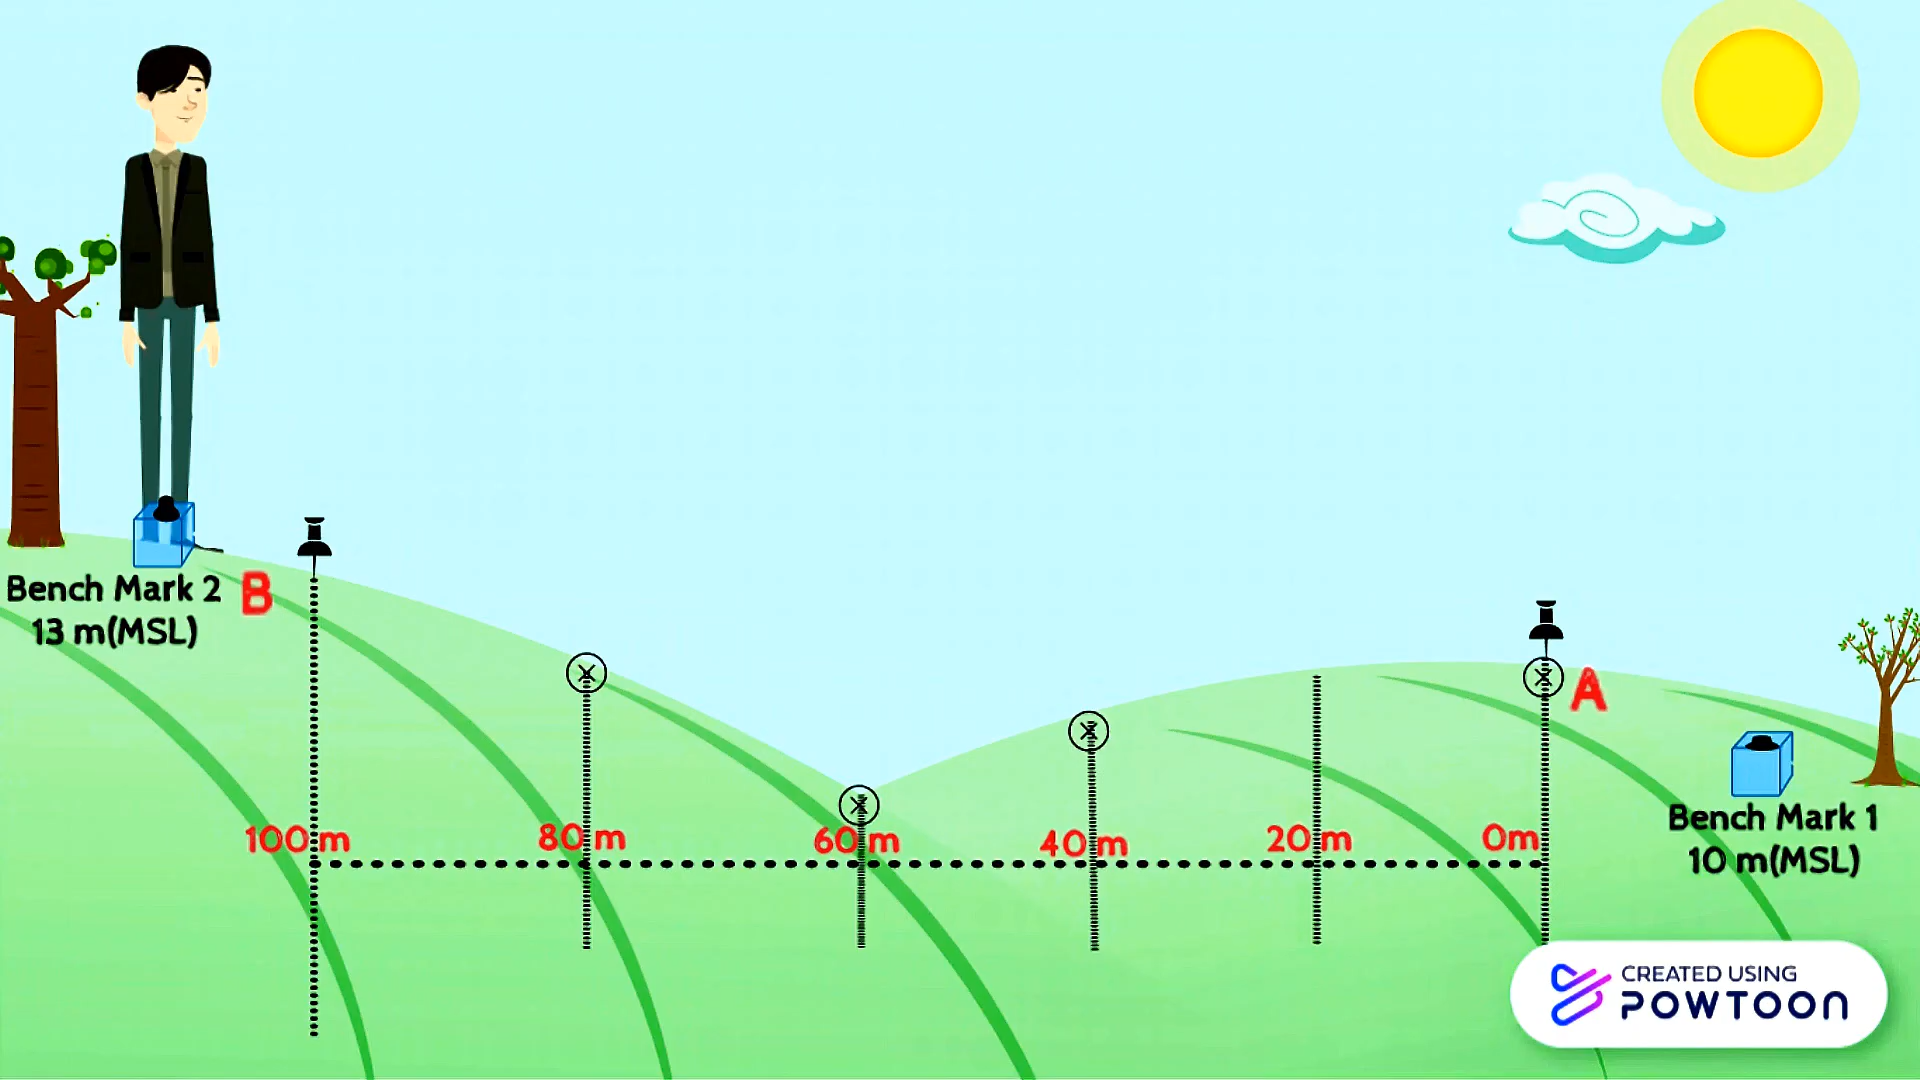 Bench Mark 2
13 m(MSL)
B
A
100 m
80 m
60 m
40 m
20 m
0m
Bench Mark 1
10 m(MSL)
CREATED USING
POWTOON